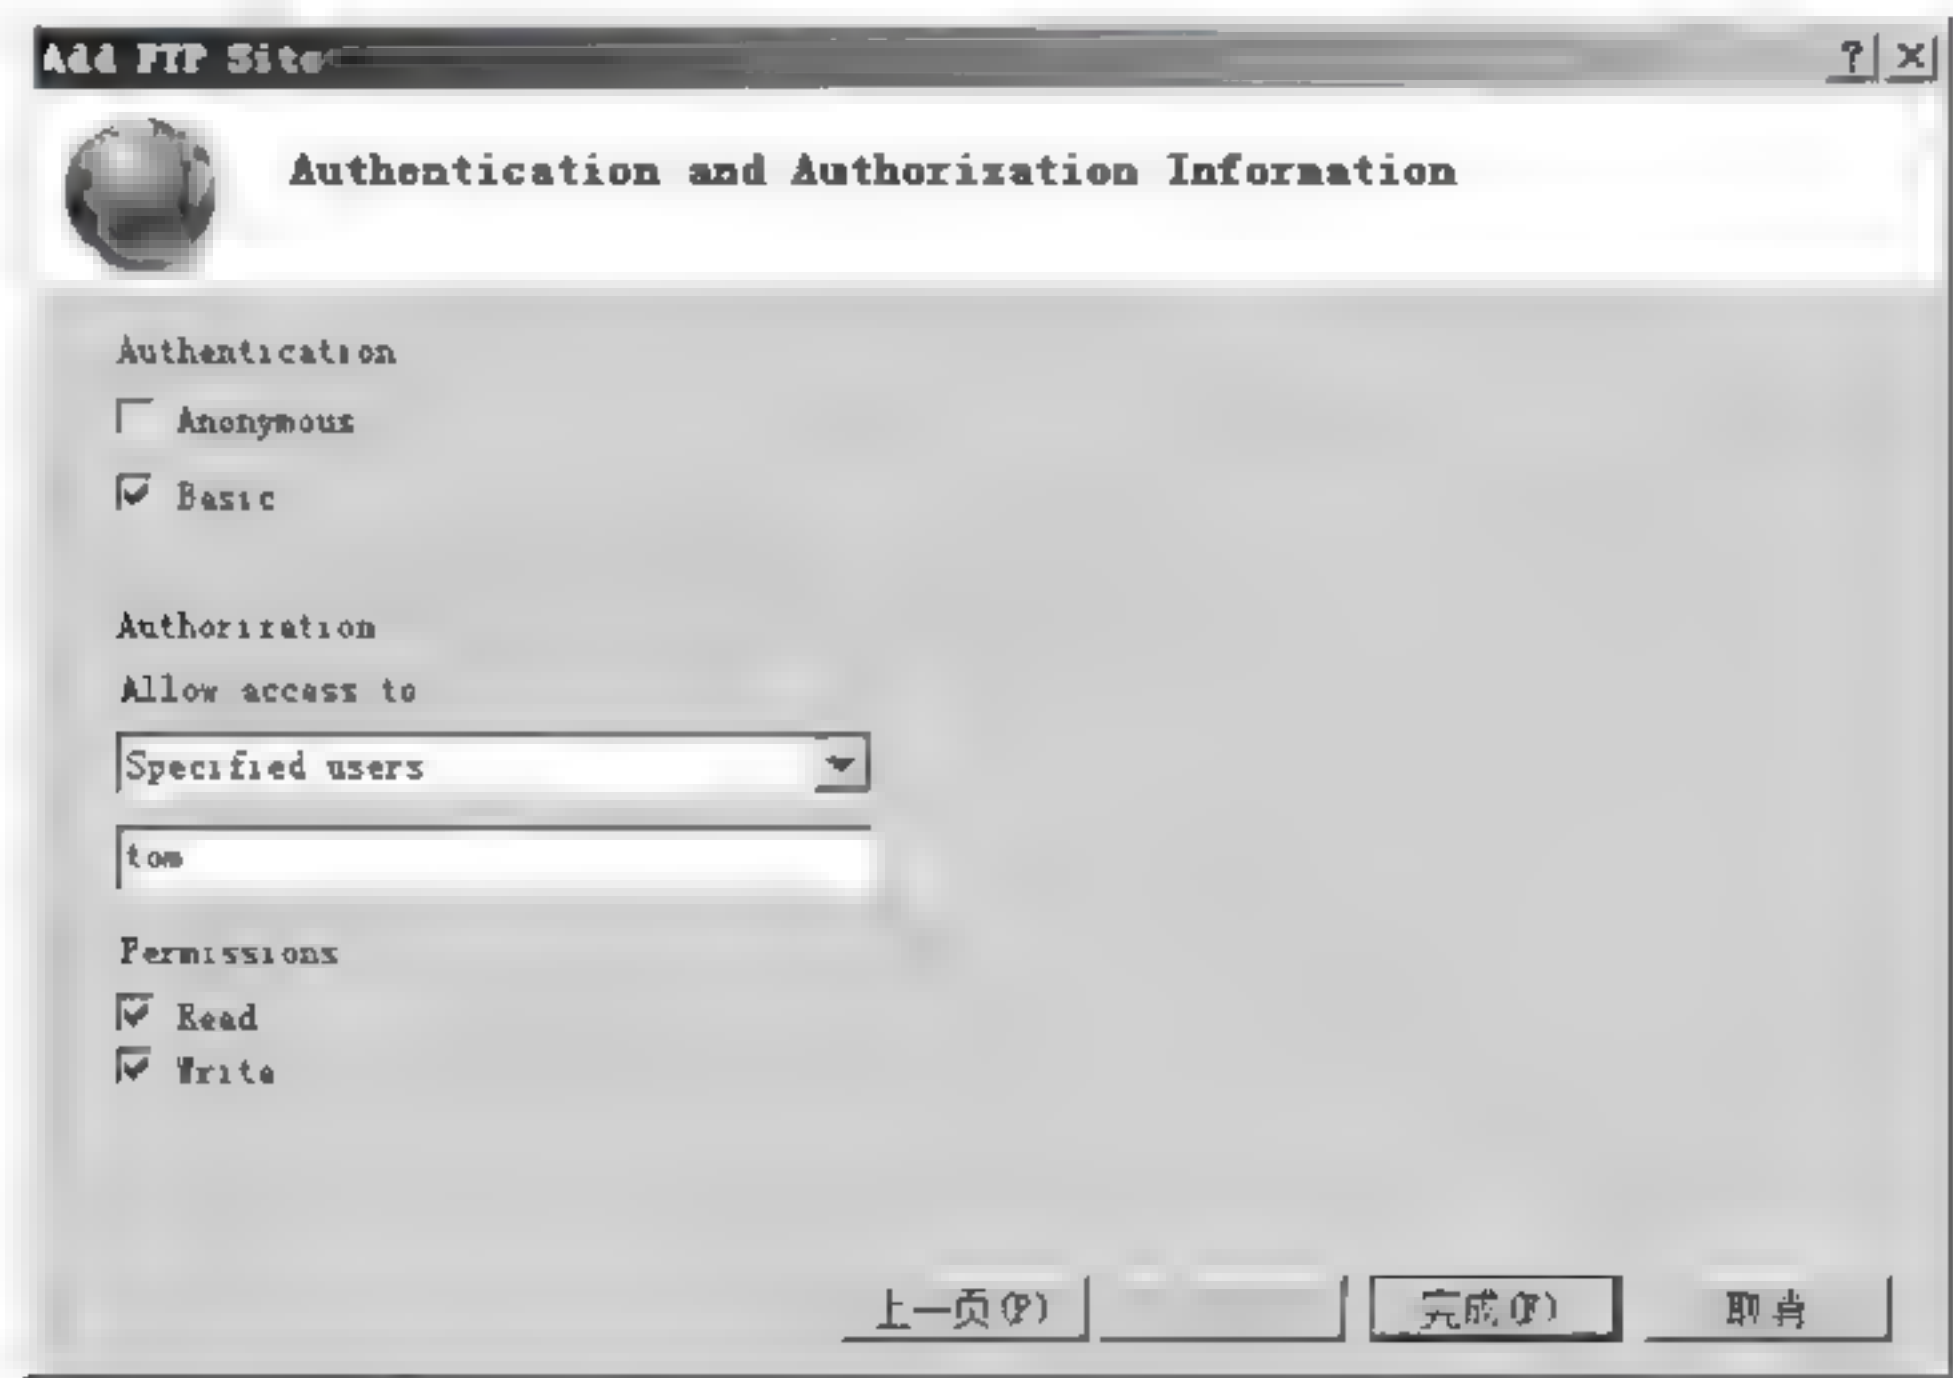 Add FTP Site
? ×
Authentication and Authorization Information
Authentication
Anonymous
Basic
Authorization
Allow access to
Specified users
tom
Permissions
Read
Write
上一页(P) 完成(F) 取消